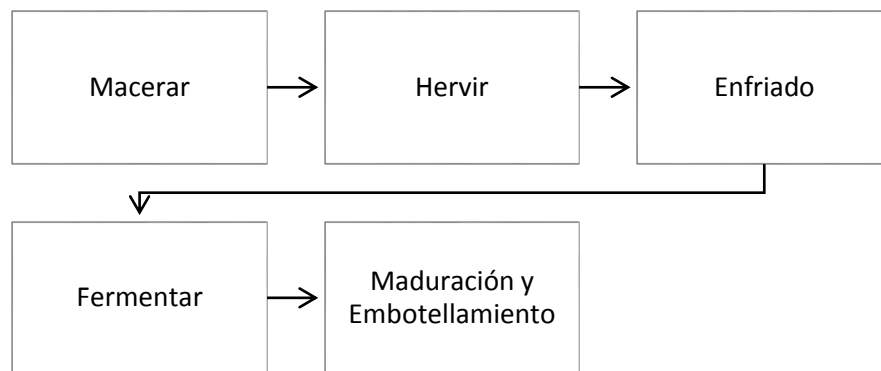 Macerar
Hervir
Enfriado
Fermentar
Maduración y
Embotellamiento